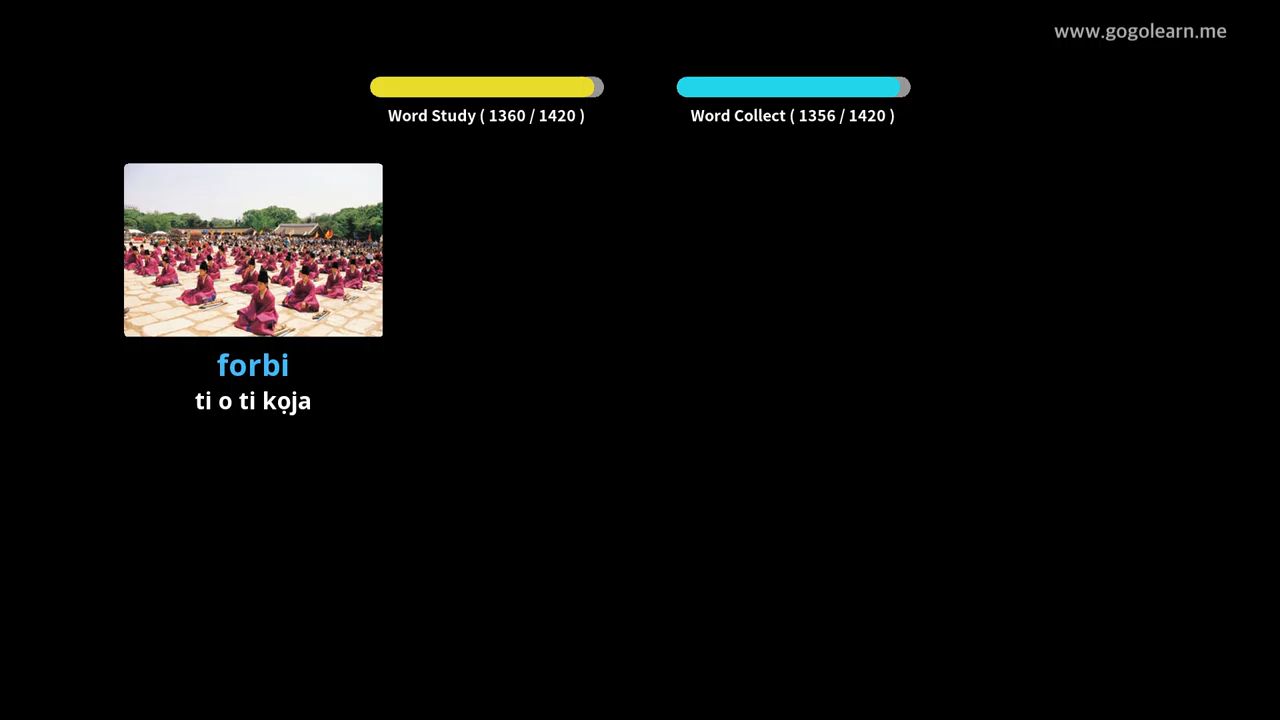 www.gogolearn.me
Word Study ( 1360 / 1420 )
Word Collect ( 1356 / 1420 )
forbi
ti o ti kọja